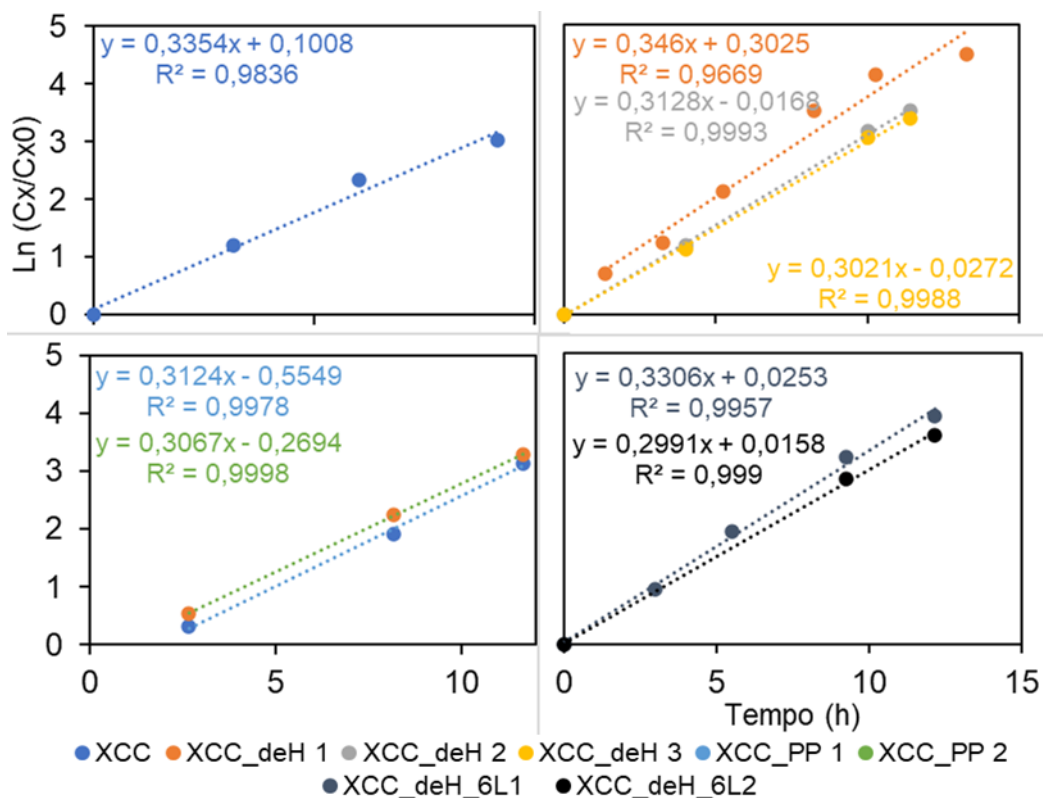 Ln (Cx/Cx0)
5
4
3
2
1
0
y = 0,3354x + 0,1008
R² = 0,9836
y = 0,346x + 0,3025
R² = 0,9669
y = 0,3128x - 0,0168
R² = 0,9993
y = 0,3021x - 0,0272
R² = 0,9988
5
4
3
2
1
0
y = 0,3124x - 0,5549
R² = 0,9978
y = 0,3067x - 0,2694
R² = 0,9998
0 5 10
y = 0,3306x + 0,0253
R² = 0,9957
y = 0,2991x + 0,0158
R² = 0,999
0 5 10 15
Tempo (h)
XCC XCC_deH 1 XCC_deH 2 XCC_deH 3 XCC_PP 1 XCC_PP 2
XCC_deH_6L1 XCC_deH_6L2